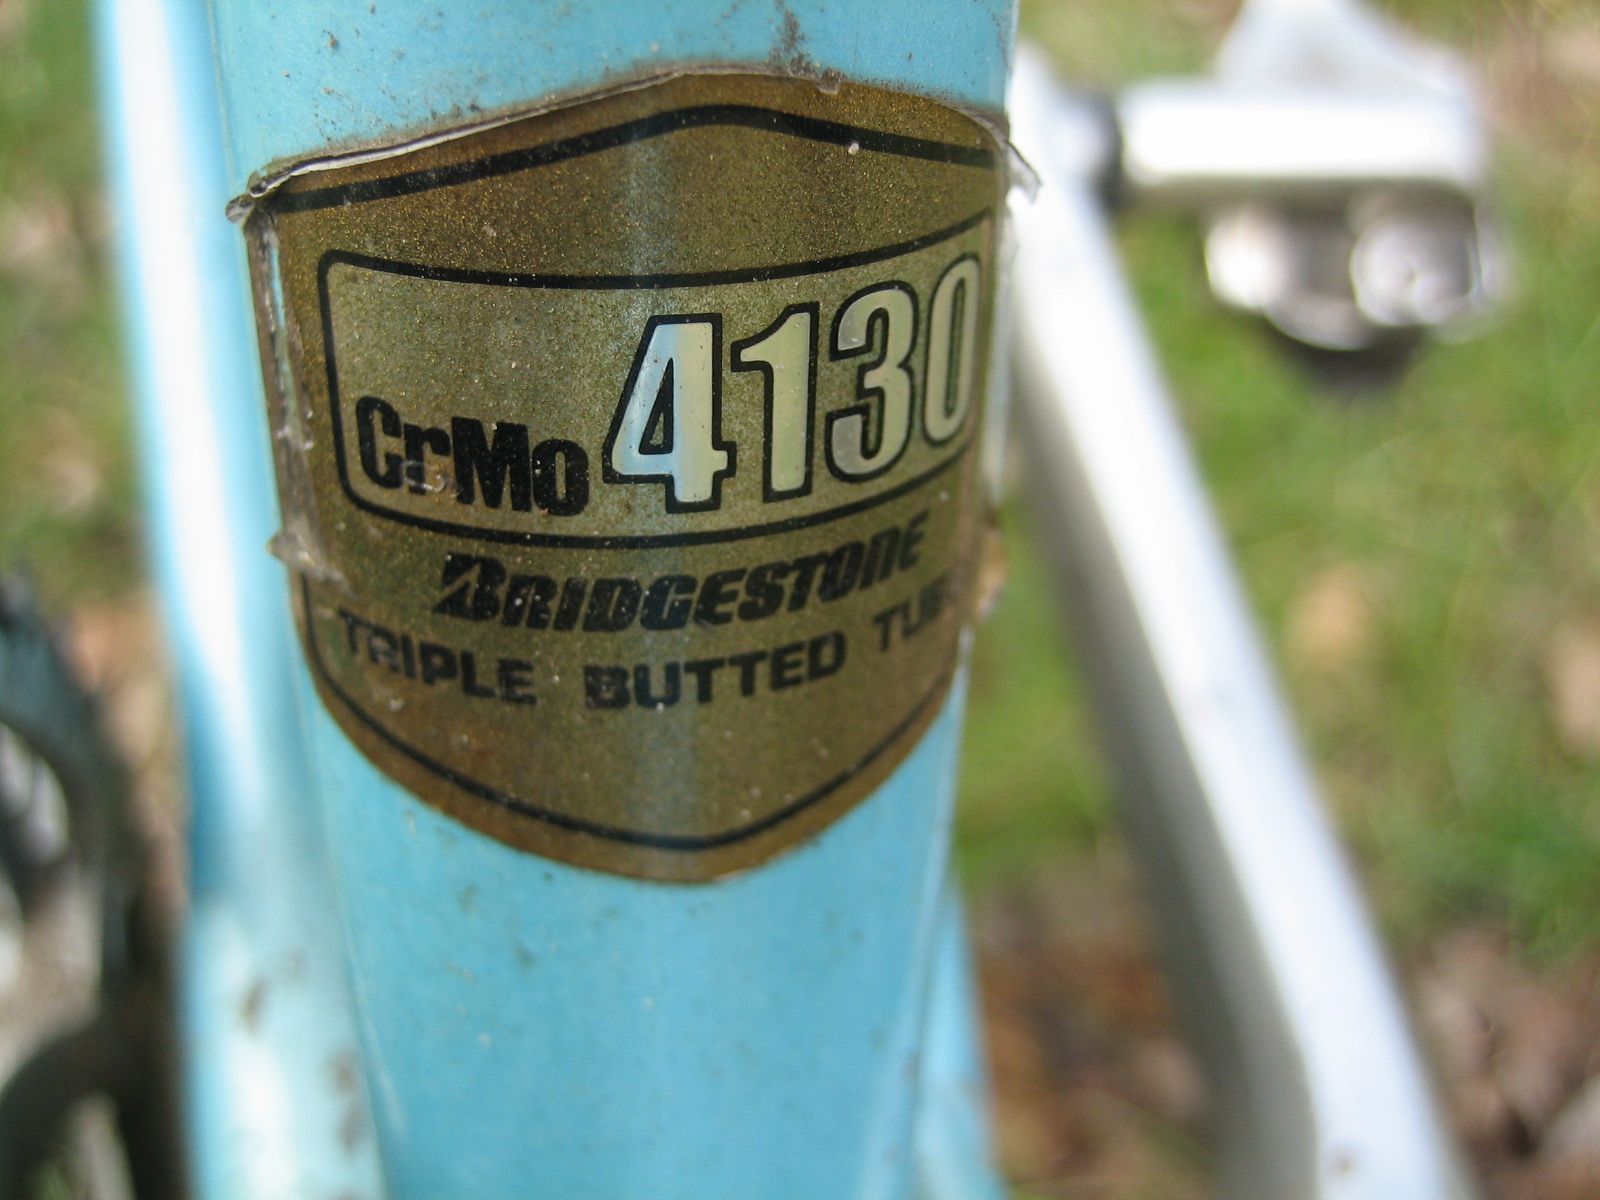 CrMo 4130
BRIDGESTONE
TRIPLE BUTTED